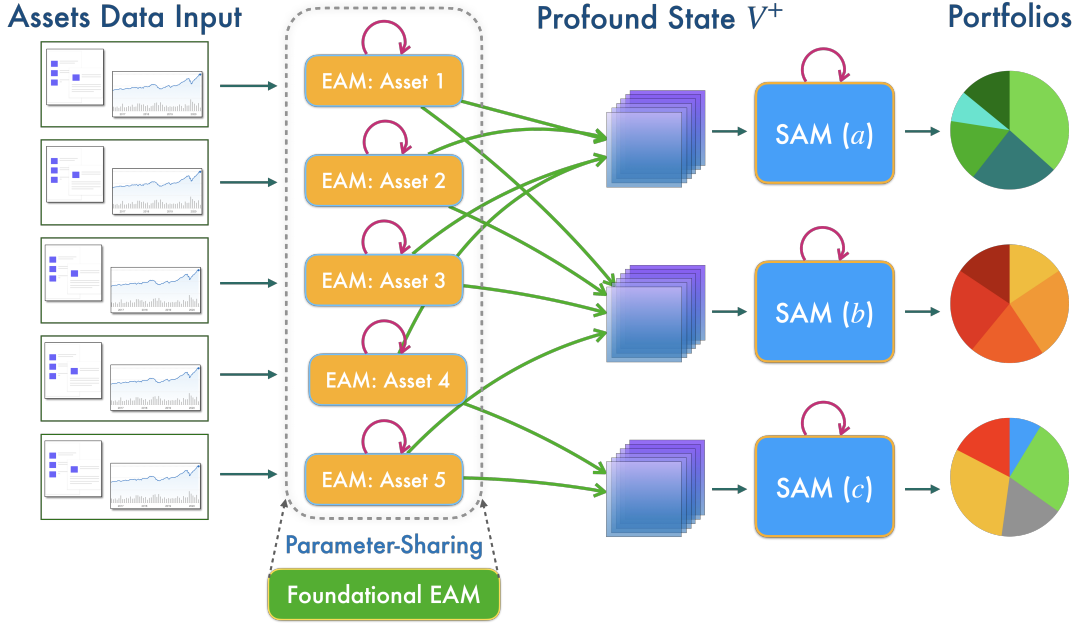 Assets Data Input
Profound State V⁺
Portfolios
EAM: Asset 1
EAM: Asset 2
EAM: Asset 3
EAM: Asset 4
EAM: Asset 5
SAM (a)
SAM (b)
SAM (c)
Parameter-Sharing
Foundational EAM